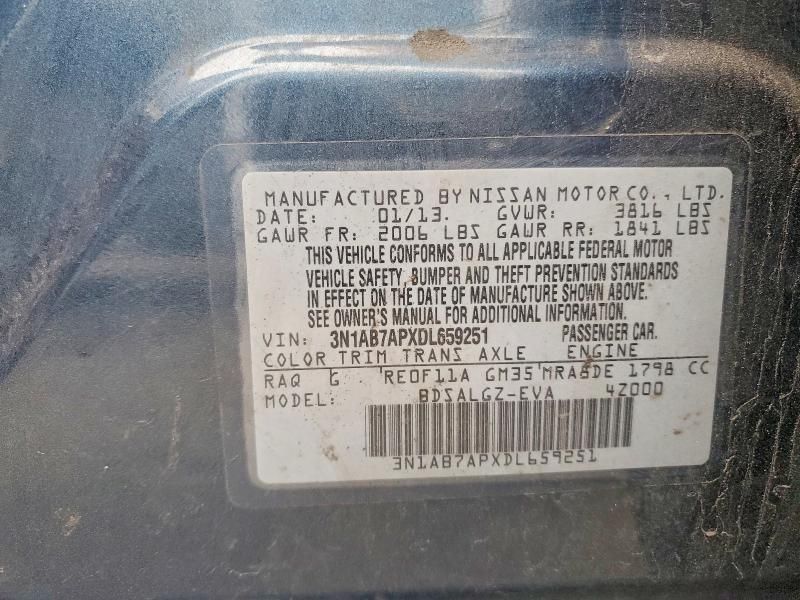 MANUFACTURED BY NISSAN MOTOR CO., LTD.
DATE: 01/13. GVWR: 3816 LBS
GAWR FR: 2006 LBS GAWR RR: 1841 LBS
THIS VEHICLE CONFORMS TO ALL APPLICABLE FEDERAL MOTOR
VEHICLE SAFETY, BUMPER AND THEFT PREVENTION STANDARDS
IN EFFECT ON THE DATE OF MANUFACTURE SHOWN ABOVE.
SEE OWNER'S MANUAL FOR ADDITIONAL INFORMATION.
VIN: 3N1AB7APXDL659251 PASSENGER CAR.
COLOR TRIM TRANS AXLE ENGINE
RAQ G RE0F11A GM35 MRA8DE 1798 CC
MODEL: BDSALGZ-EVA 4Z000
3N1AB7APXDL659251